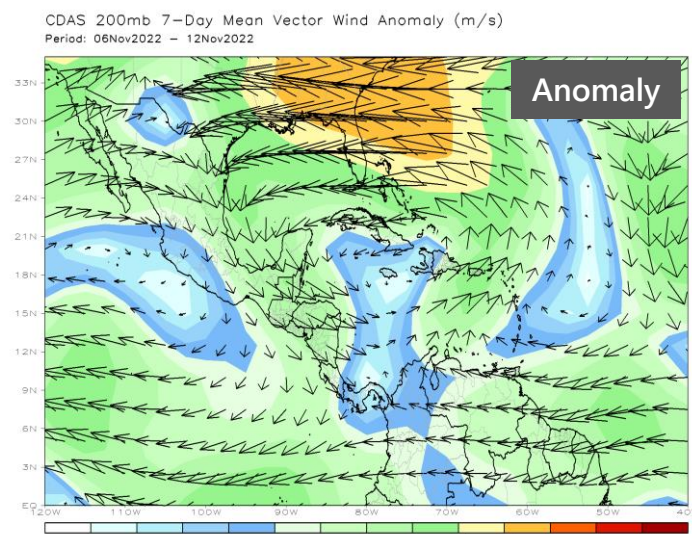 CDAS 200mb 7-Day Mean Vector Wind Anomaly (m/s)
Period: 06Nov2022 - 12Nov2022
Anomaly
33N
30N
27N
24N
21N
18N
15N
12N
9N
6N
3N
EQ
120W 110W 100W 90W 80W 70W 60W 50W 40